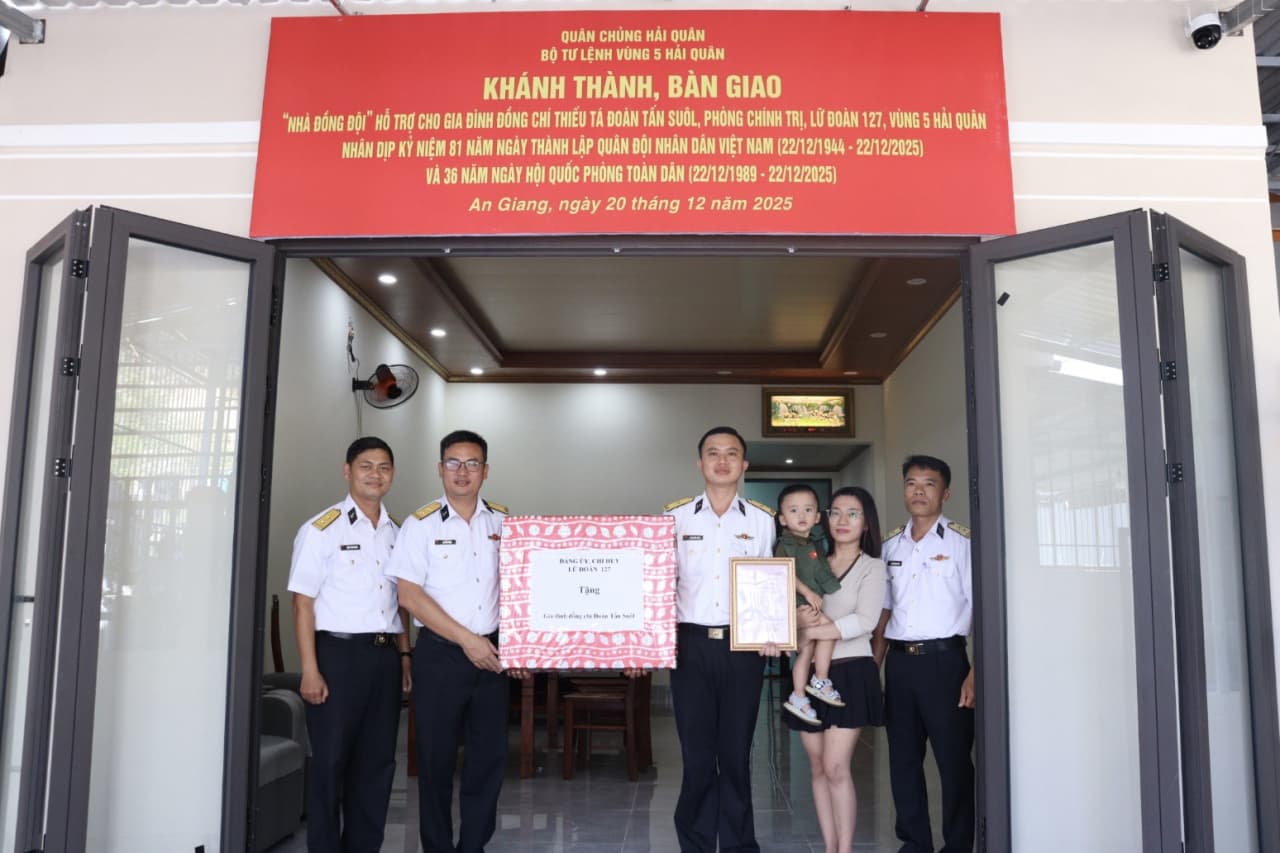 QUÂN CHỦNG HẢI QUÂN
BỘ TƯ LỆNH VÙNG 5 HẢI QUÂN
KHÁNH THÀNH, BÀN GIAO
“NHÀ ĐỒNG ĐỘI” HỖ TRỢ CHO GIA ĐÌNH ĐỒNG CHÍ THIẾU TÁ ĐOÀN TẤN SUÔL, PHÒNG CHÍNH TRỊ, LỮ ĐOÀN 127, VÙNG 5 HẢI QUÂN
NHÂN DỊP KỶ NIỆM 81 NĂM NGÀY THÀNH LẬP QUÂN ĐỘI NHÂN DÂN VIỆT NAM (22/12/1944 - 22/12/2025)
VÀ 36 NĂM NGÀY HỘI QUỐC PHÒNG TOÀN DÂN (22/12/1989 - 22/12/2025)
An Giang, ngày 20 tháng 12 năm 2025
ĐẢNG ỦY, CHỈ HUY
LỮ ĐOÀN 127
Tặng
Gia đình đồng chí Đoàn Tấn Suôl